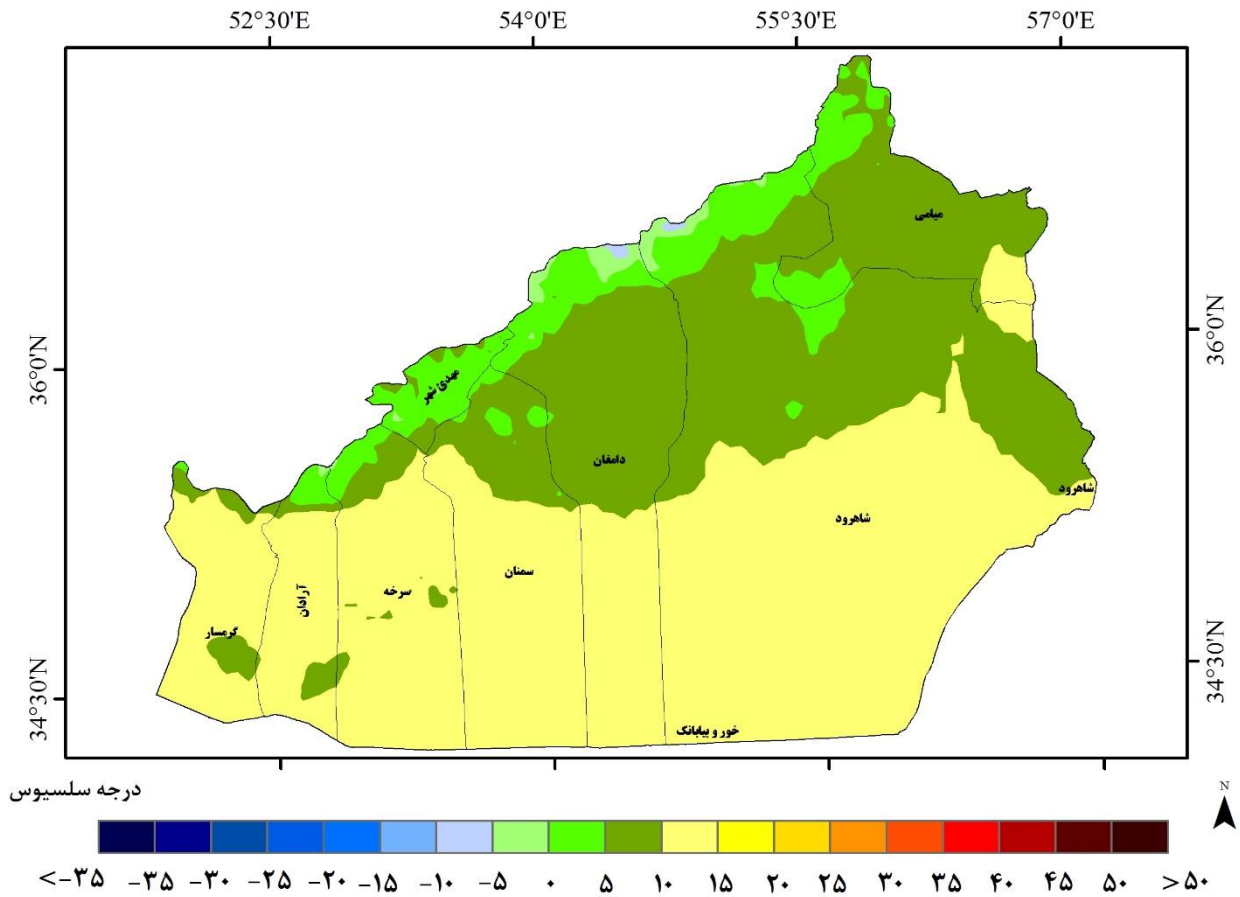 52°30'E 54°0'E 55°30'E 57°0'E
میامی
36°0'N
36°0'N
مهدی شهر
دامغان
شاهرود
شاهرود
سمنان
سرخه
آرادان
گرمسار
34°30'N
34°30'N
خور و بیابانک
درجه سلسیوس
N
<-۳۵ -۳۵ -۳۰ -۲۵ -۲۰ -۱۵ -۱۰ -۵ ۰ ۵ ۱۰ ۱۵ ۲۰ ۲۵ ۳۰ ۳۵ ۴۰ ۴۵ ۵۰ >۵۰